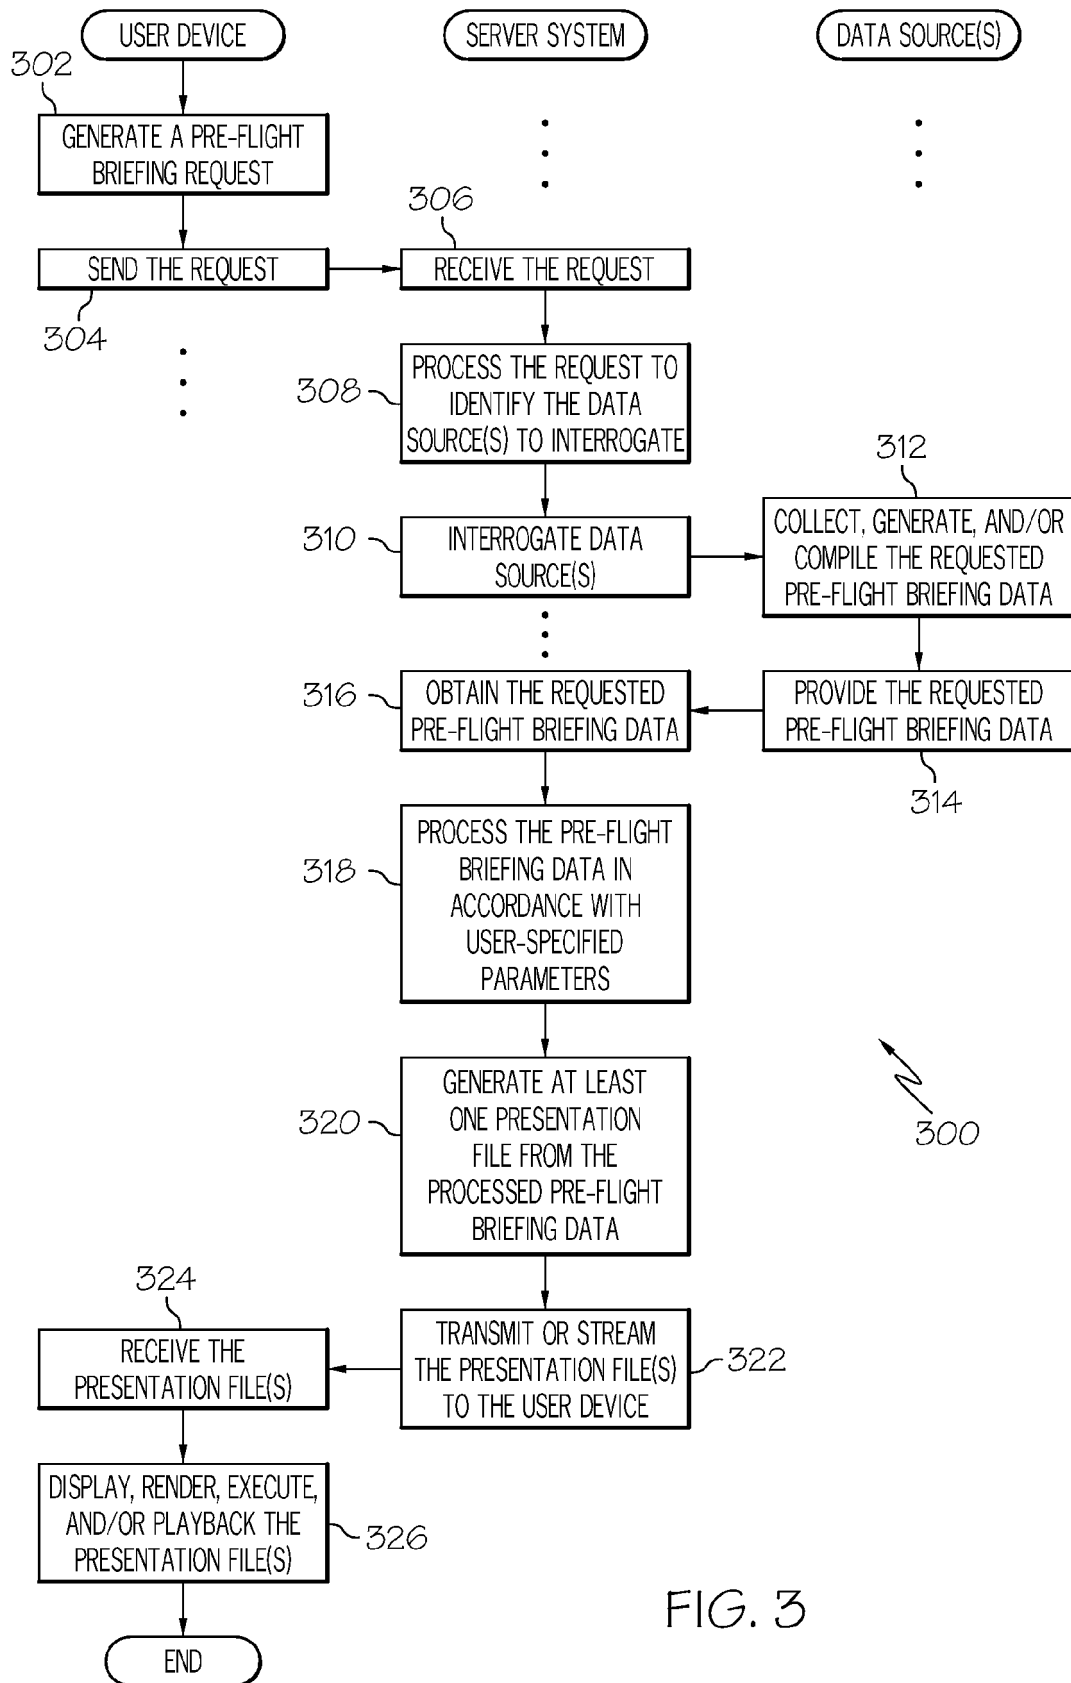 USER DEVICE
SERVER SYSTEM
DATA SOURCE(S)
302
GENERATE A PRE-FLIGHT
BRIEFING REQUEST
306
SEND THE REQUEST
RECEIVE THE REQUEST
304
308
PROCESS THE REQUEST TO
IDENTIFY THE DATA
SOURCE(S) TO INTERROGATE
312
310
INTERROGATE DATA
SOURCE(S)
COLLECT, GENERATE, AND/OR
COMPILE THE REQUESTED
PRE-FLIGHT BRIEFING DATA
316
OBTAIN THE REQUESTED
PRE-FLIGHT BRIEFING DATA
PROVIDE THE REQUESTED
PRE-FLIGHT BRIEFING DATA
314
318
PROCESS THE PRE-FLIGHT
BRIEFING DATA IN
ACCORDANCE WITH
USER-SPECIFIED
PARAMETERS
320
GENERATE AT LEAST
ONE PRESENTATION
FILE FROM THE
PROCESSED PRE-FLIGHT
BRIEFING DATA
300
324
RECEIVE THE
PRESENTATION FILE(S)
TRANSMIT OR STREAM
THE PRESENTATION FILE(S)
TO THE USER DEVICE
322
DISPLAY, RENDER, EXECUTE,
AND/OR PLAYBACK THE
PRESENTATION FILE(S)
326
END
FIG. 3